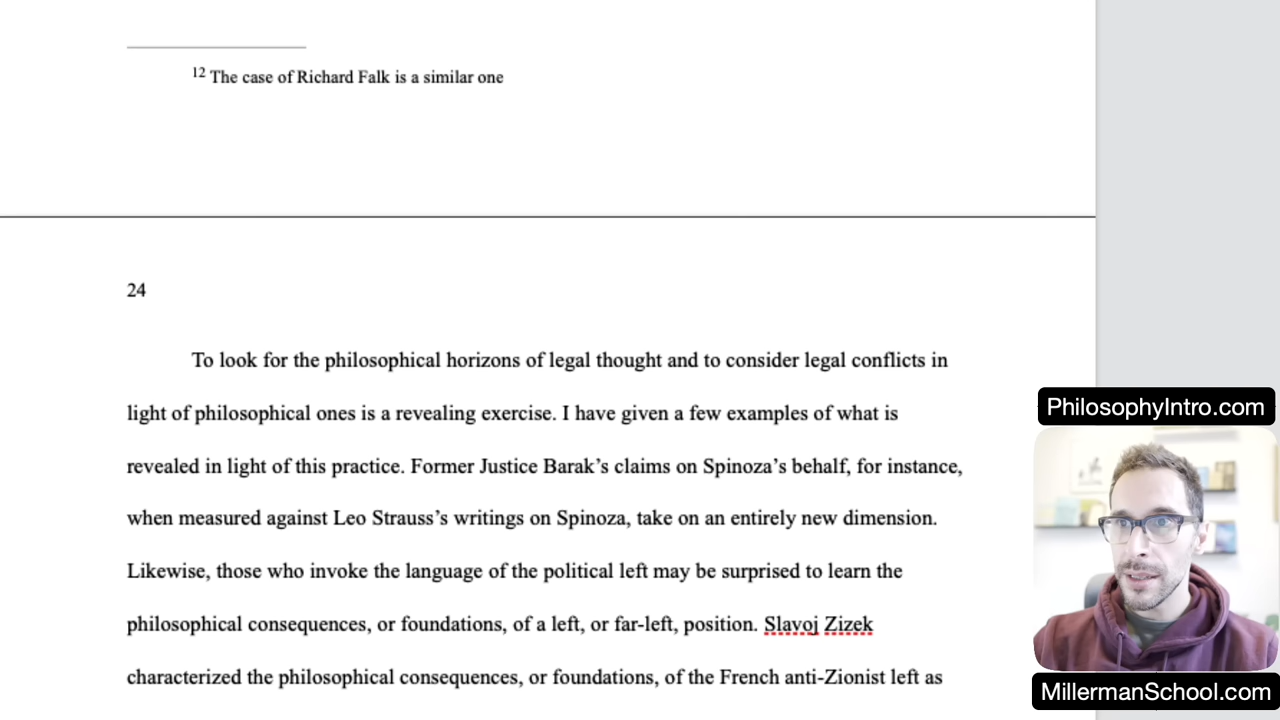 12 The case of Richard Falk is a similar one
24
To look for the philosophical horizons of legal thought and to consider legal conflicts in
light of philosophical ones is a revealing exercise. I have given a few examples of what is
revealed in light of this practice. Former Justice Barak’s claims on Spinoza’s behalf, for instance,
when measured against Leo Strauss’s writings on Spinoza, take on an entirely new dimension.
Likewise, those who invoke the language of the political left may be surprised to learn the
philosophical consequences, or foundations, of a left, or far-left, position. Slavoj Zizek
characterized the philosophical consequences, or foundations, of the French anti-Zionist left as
PhilosophyIntro.com
MillermanSchool.com